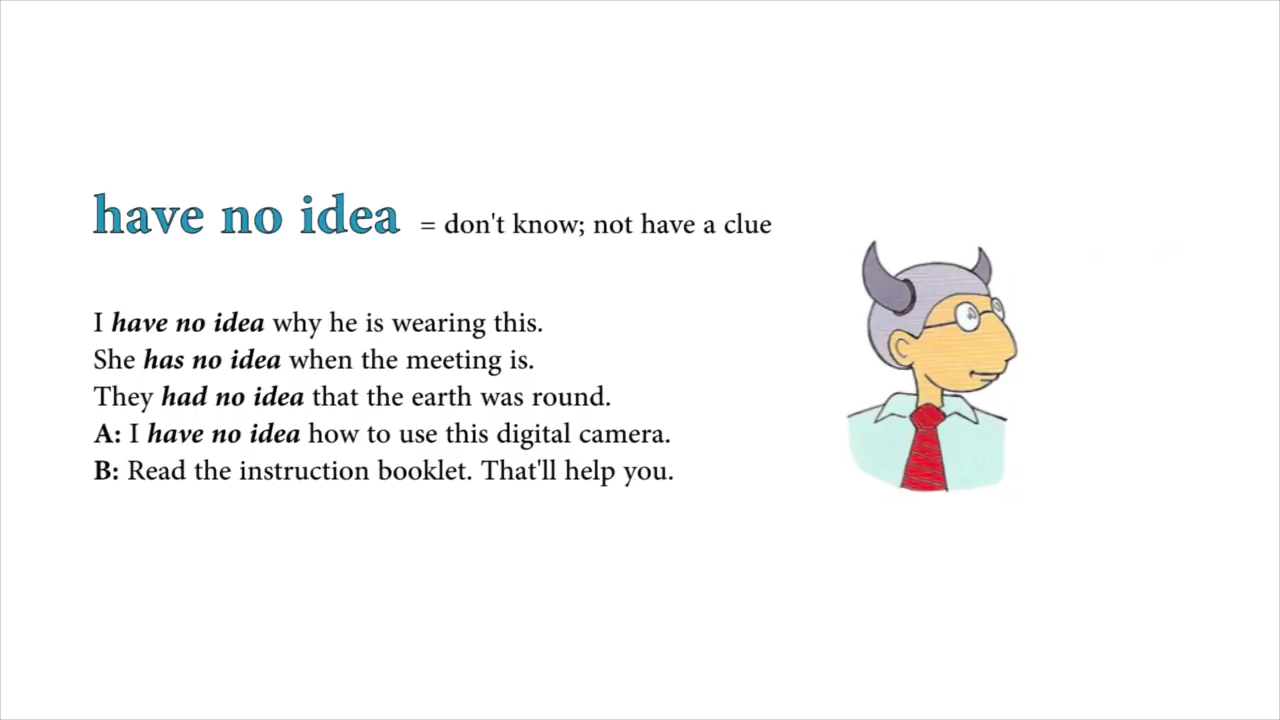 have no idea = don't know; not have a clue
I have no idea why he is wearing this.
She has no idea when the meeting is.
They had no idea that the earth was round.
A: I have no idea how to use this digital camera.
B: Read the instruction booklet. That'll help you.